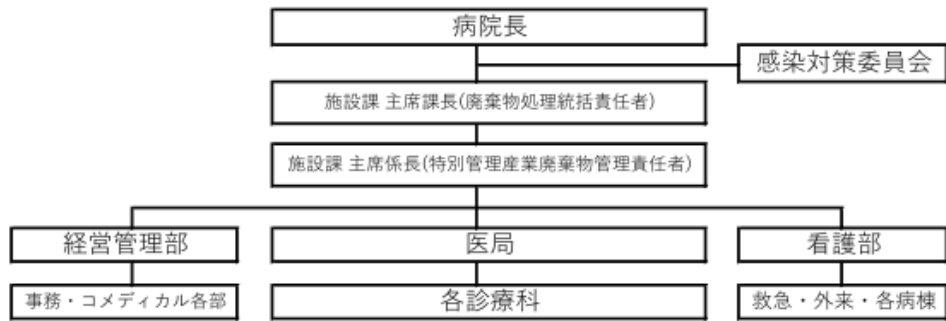 病院長
感染対策委員会
施設課 主席課長(廃棄物処理統括責任者)
施設課 主席係長(特別管理産業廃棄物管理責任者)
経営管理部
医局
看護部
事務・コメディカル各部
各診療科
救急・外来・各病棟